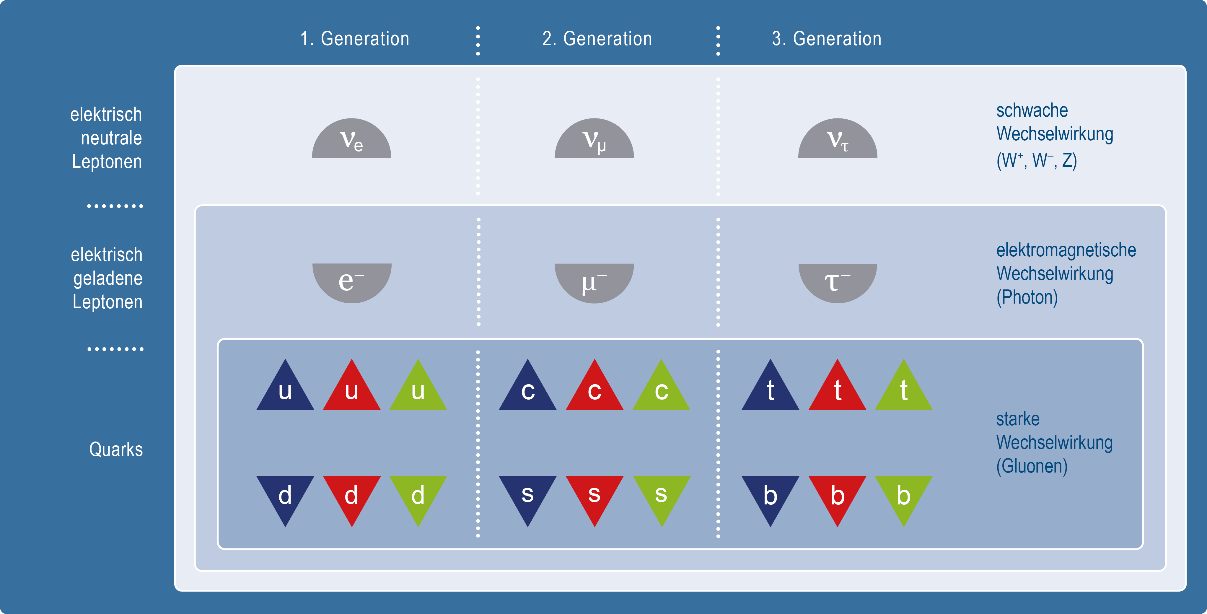 1. Generation
2. Generation
3. Generation
elektrisch
neutrale
Leptonen
νe
νμ
ντ
schwache
Wechselwirkung
(W⁺, W⁻, Z)
elektrisch
geladene
Leptonen
e⁻
μ⁻
τ⁻
elektromagnetische
Wechselwirkung
(Photon)
Quarks
u u u
c c c
t t t
d d d
s s s
b b b
starke
Wechselwirkung
(Gluonen)